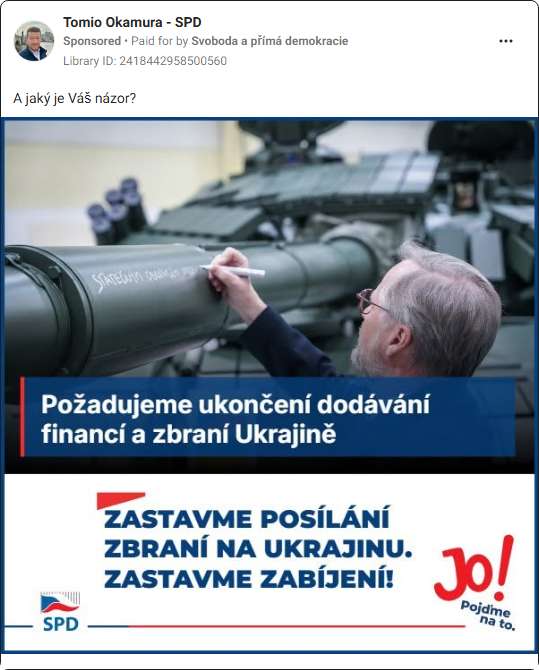 Tomio Okamura - SPD
Sponsored • Paid for by Svoboda a přímá demokracie
Library ID: 2418442958500560
A jaký je Váš názor?
Požadujeme ukončení dodávání
financí a zbraní Ukrajině
ZASTAVME POSÍLÁNÍ
ZBRANÍ NA UKRAJINU.
ZASTAVME ZABÍJENÍ!
SPD
JO!
Pojďme
na to.